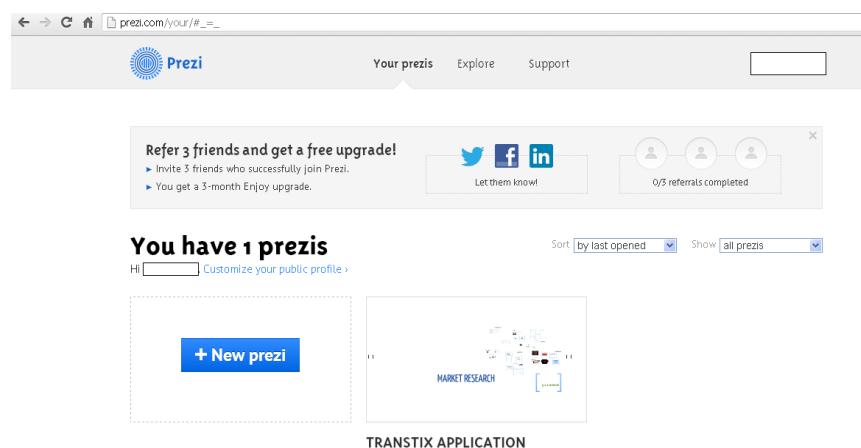 prezi.com/your/#_=_
Prezi
Your prezis
Explore
Support
Refer 3 friends and get a free upgrade!
► Invite 3 friends who successfully join Prezi.
► You get a 3-month Enjoy upgrade.
Let them know!
0/3 referrals completed
You have 1 prezis
Sort by last opened
Show all prezis
Hi , Customize your public profile ›
+ New prezi
MARKET RESEARCH
TRANSTIX APPLICATION